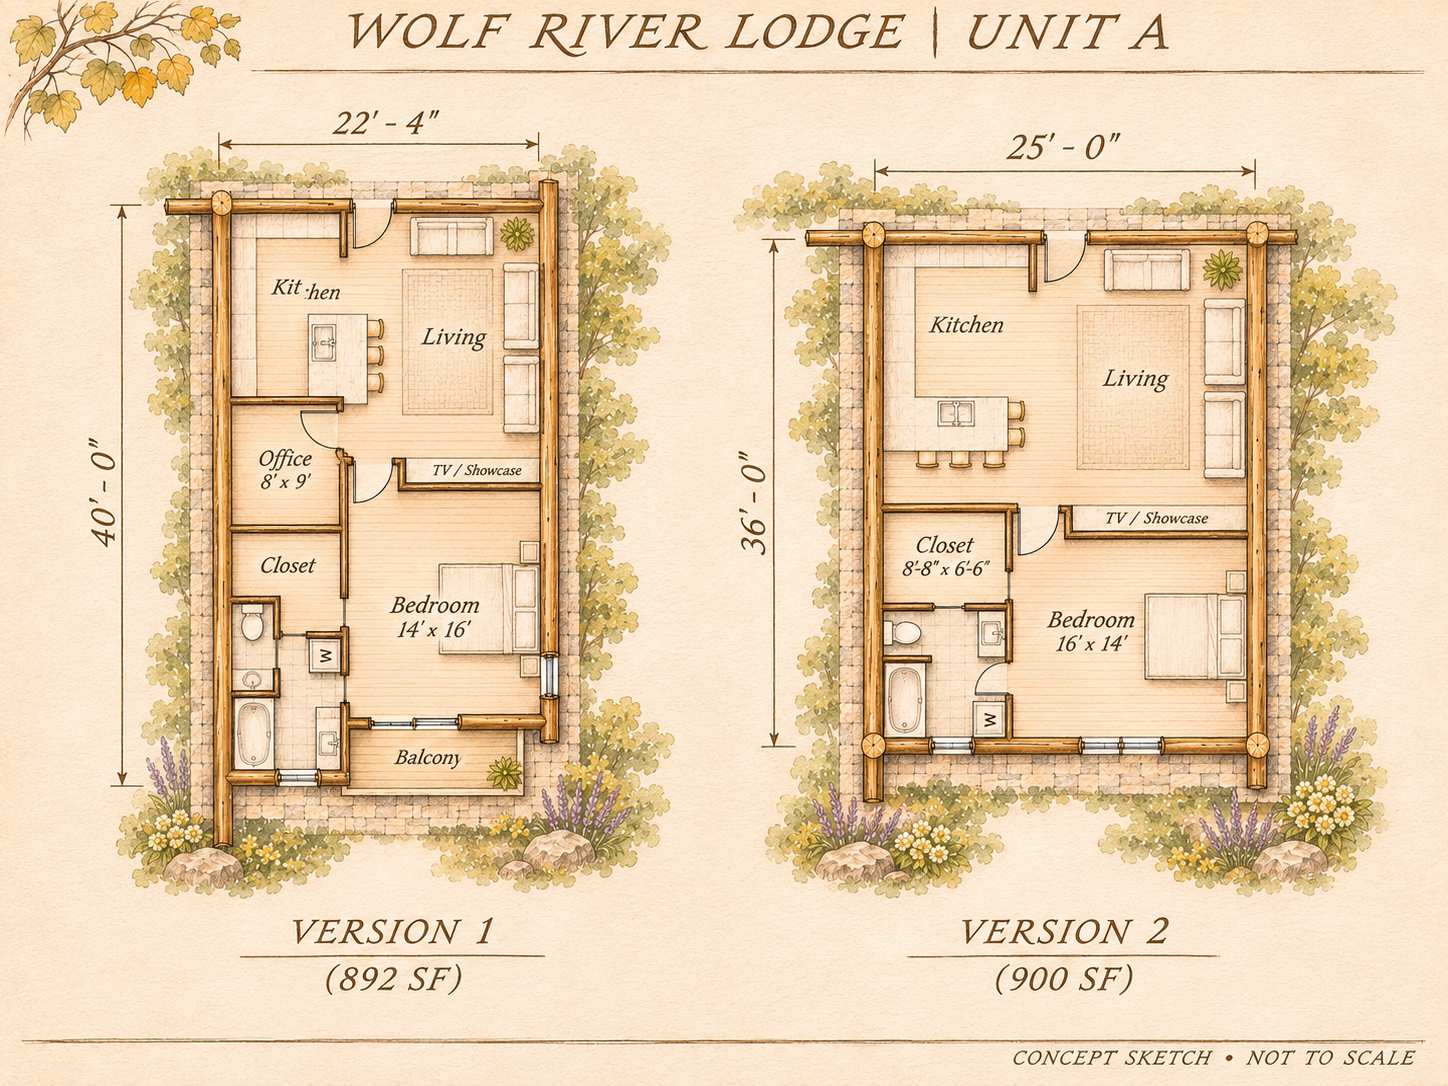 WOLF RIVER LODGE | UNIT A
22' - 4"
40' - 0"
Kit·hen
Living
Office
8' x 9'
TV / Showcase
Closet
Bedroom
14' x 16'
W
Balcony
VERSION 1
(892 SF)
25' - 0"
36' - 0"
Kitchen
Living
TV / Showcase
Closet
8'-8" x 6'-6"
Bedroom
16' x 14'
W
VERSION 2
(900 SF)
CONCEPT SKETCH • NOT TO SCALE